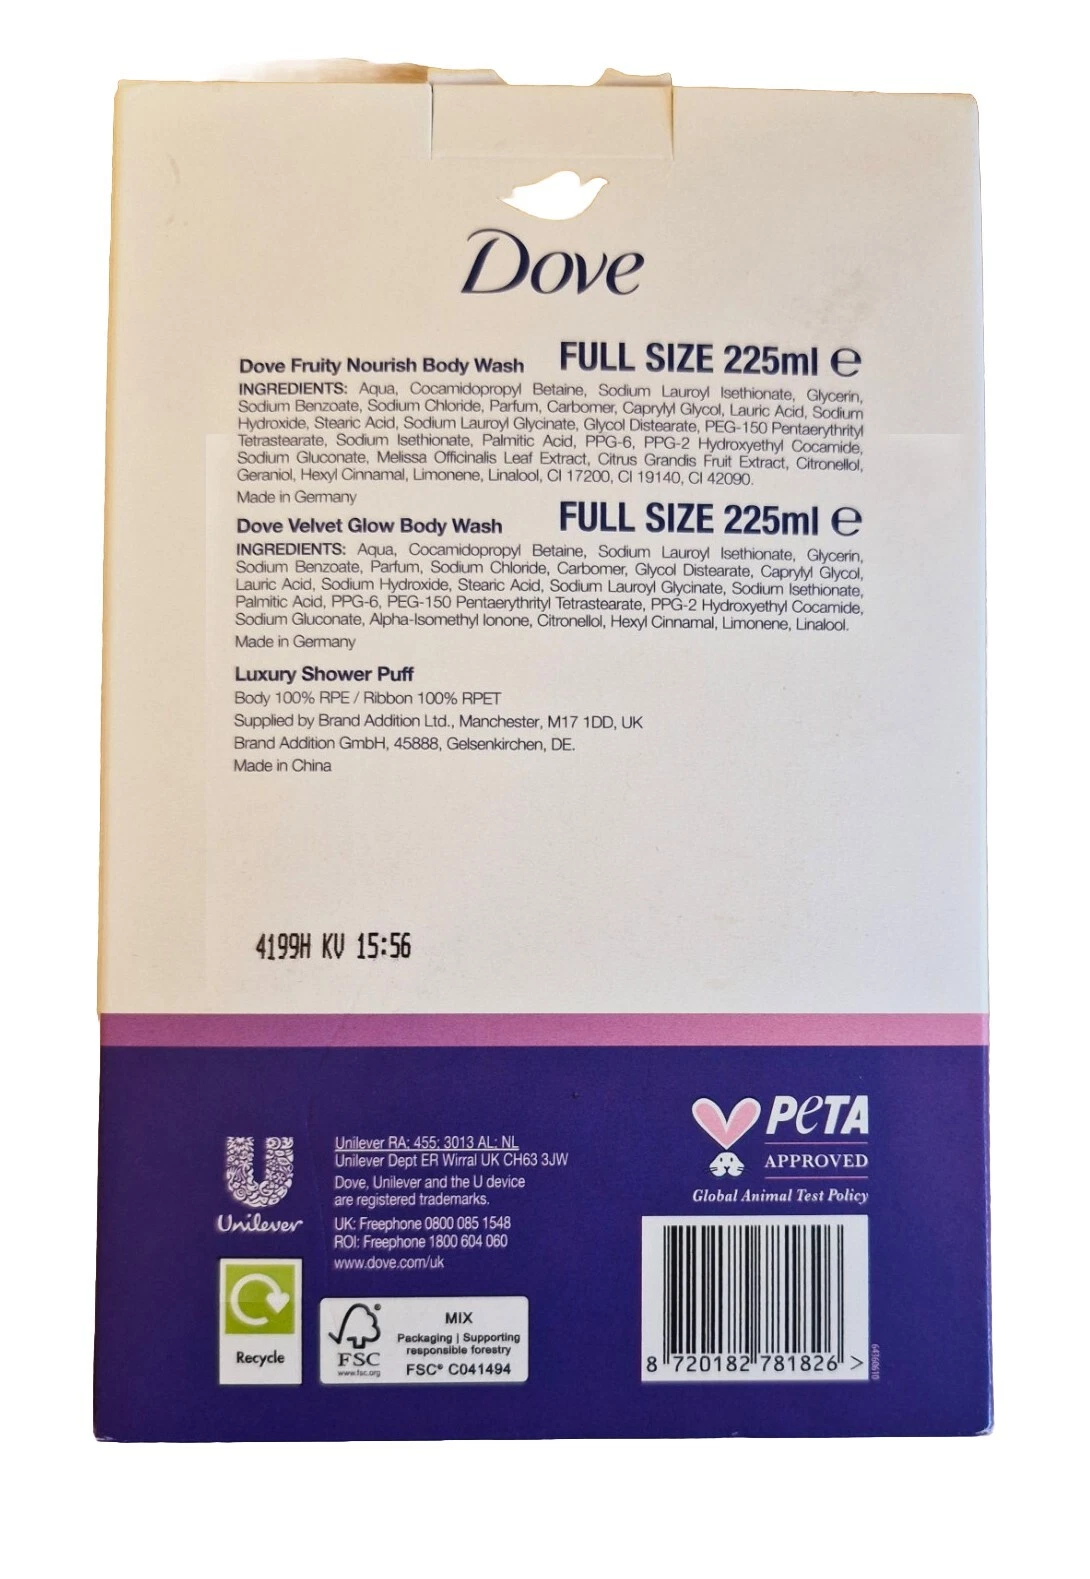 Dove
Dove Fruity Nourish Body Wash FULL SIZE 225ml ℮
INGREDIENTS: Aqua, Cocamidopropyl Betaine, Sodium Lauroyl Isethionate, Glycerin,
Sodium Benzoate, Sodium Chloride, Parfum, Carbomer, Caprylyl Glycol, Lauric Acid, Sodium
Hydroxide, Stearic Acid, Sodium Lauroyl Glycinate, Glycol Distearate, PEG-150 Pentaerythrityl
Tetrastearate, Sodium Isethionate, Palmitic Acid, PPG-6, PPG-2 Hydroxyethyl Cocamide,
Sodium Gluconate, Melissa Officinalis Leaf Extract, Citrus Grandis Fruit Extract, Citronellol,
Geraniol, Hexyl Cinnamal, Limonene, Linalool, CI 17200, CI 19140, CI 42090.
Made in Germany
Dove Velvet Glow Body Wash FULL SIZE 225ml ℮
INGREDIENTS: Aqua, Cocamidopropyl Betaine, Sodium Lauroyl Isethionate, Glycerin,
Sodium Benzoate, Parfum, Sodium Chloride, Carbomer, Glycol Distearate, Caprylyl Glycol,
Lauric Acid, Sodium Hydroxide, Stearic Acid, Sodium Lauroyl Glycinate, Sodium Isethionate,
Palmitic Acid, PPG-6, PEG-150 Pentaerythrityl Tetrastearate, PPG-2 Hydroxyethyl Cocamide,
Sodium Gluconate, Alpha-Isomethyl Ionone, Citronellol, Hexyl Cinnamal, Limonene, Linalool.
Made in Germany
Luxury Shower Puff
Body 100% RPE / Ribbon 100% RPET
Supplied by Brand Addition Ltd., Manchester, M17 1DD, UK
Brand Addition GmbH, 45888, Gelsenkirchen, DE.
Made in China
4199H KV 15:56
Unilever
Unilever RA: 455: 3013 AL: NL
Unilever Dept ER Wirral UK CH63 3JW
Dove, Unilever and the U device
are registered trademarks.
UK: Freephone 0800 085 1548
ROI: Freephone 1800 604 060
www.dove.com/uk
PETA
APPROVED
Global Animal Test Policy
Recycle
FSC®
www.fsc.org
MIX
Packaging | Supporting
responsible forestry
FSC® C041494
8 720182 781826 >
64360610